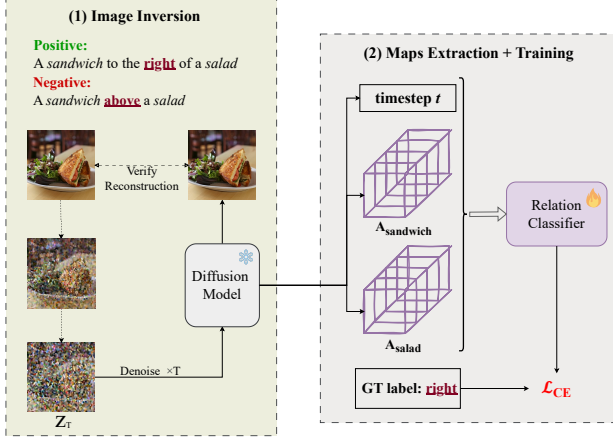 (1) Image Inversion
Positive:
A sandwich to the right of a salad
Negative:
A sandwich above a salad
Verify
Reconstruction
Diffusion
Model
Denoise ×T
Z_T
(2) Maps Extraction + Training
timestep t
A_sandwich
A_salad
Relation
Classifier
GT label: right
ℒ_CE